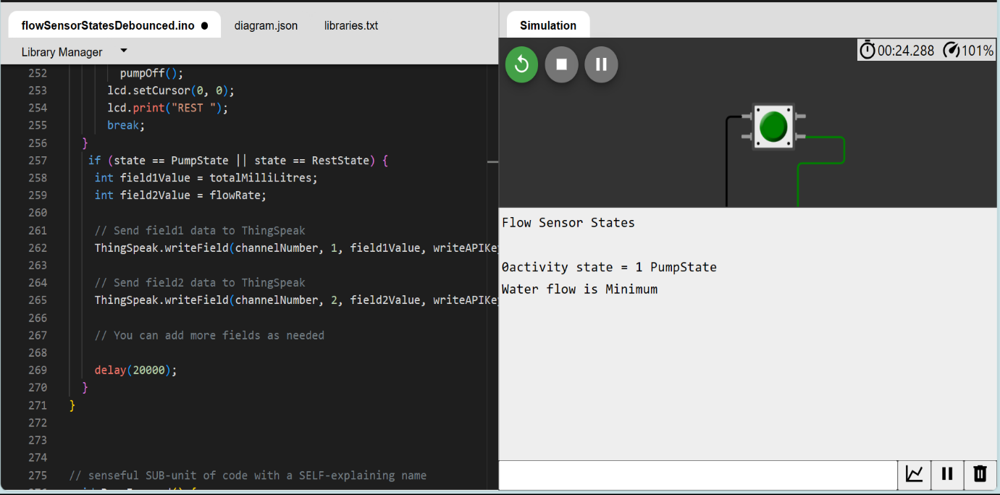 flowSensorStatesDebounced.ino ● diagram.json libraries.txt
Library Manager
252 pumpOff();
253 lcd.setCursor(0, 0);
254 lcd.print("REST ");
255 break;
256 }
257 if (state == PumpState || state == RestState) {
258 int field1Value = totalMilliLitres;
259 int field2Value = flowRate;
260
261 // Send field1 data to ThingSpeak
262 ThingSpeak.writeField(channelNumber, 1, field1Value, writeAPIKey
263
264 // Send field2 data to ThingSpeak
265 ThingSpeak.writeField(channelNumber, 2, field2Value, writeAPIKey
266
267 // You can add more fields as needed
268
269 delay(20000);
270 }
271 }
272
273
274
275 // senseful SUB-unit of code with a SELF-explaining name
Simulation
00:24.288 101%
Flow Sensor States
0activity state = 1 PumpState
Water flow is Minimum